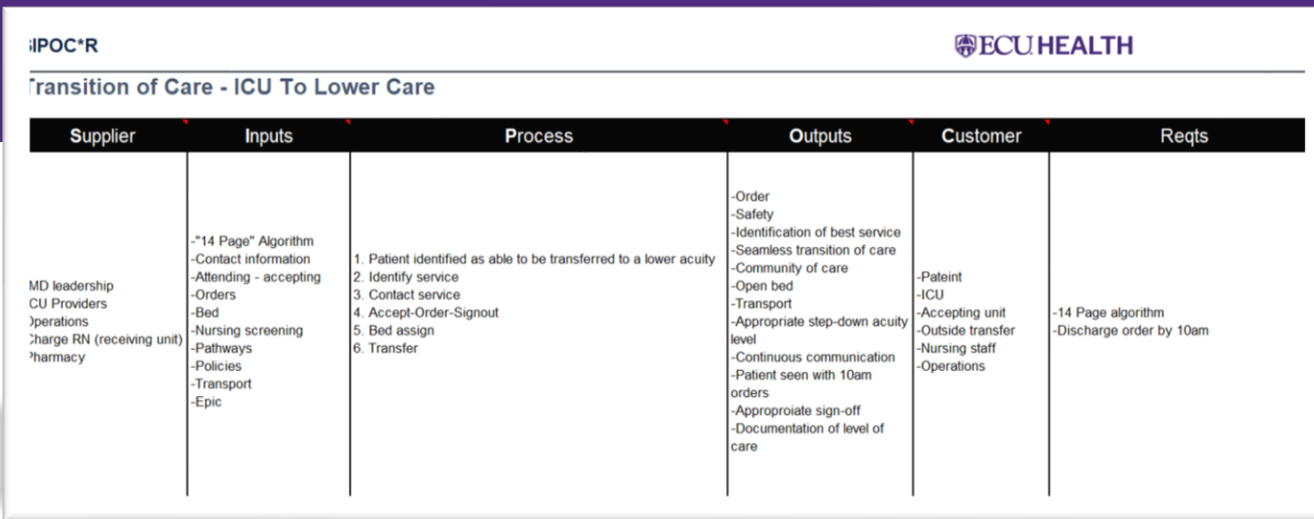 SIPOC*R
ECU HEALTH
Transition of Care - ICU To Lower Care
Supplier
Inputs
Process
Outputs
Customer
Reqts
MD leadership
CU Providers
Operations
Charge RN (receiving unit)
Pharmacy
-"14 Page" Algorithm
-Contact information
-Attending - accepting
-Orders
-Bed
-Nursing screening
-Pathways
-Policies
-Transport
-Epic
1. Patient identified as able to be transferred to a lower acuity
2. Identify service
3. Contact service
4. Accept-Order-Signout
5. Bed assign
6. Transfer
-Order
-Safety
-Identification of best service
-Seamless transition of care
-Community of care
-Open bed
-Transport
-Appropriate step-down acuity
level
-Continuous communication
-Patient seen with 10am
orders
-Approproiate sign-off
-Documentation of level of
care
-Pateint
-ICU
-Accepting unit
-Outside transfer
-Nursing staff
-Operations
-14 Page algorithm
-Discharge order by 10am